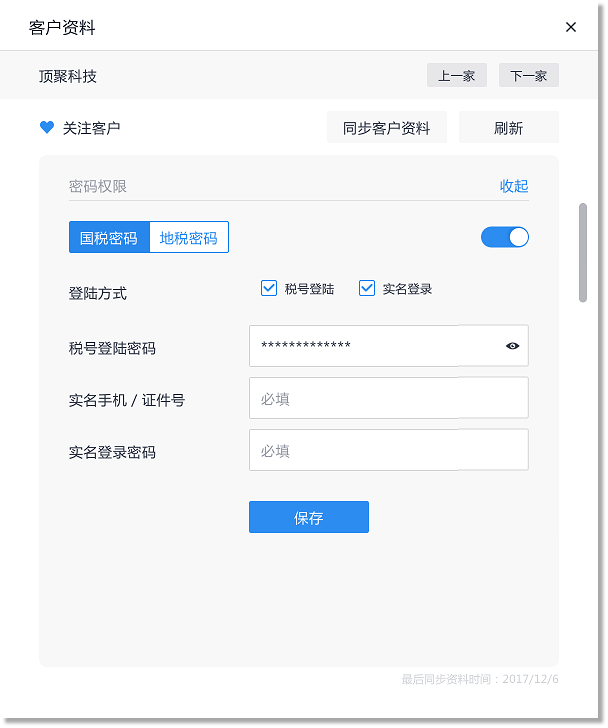 客户资料
顶聚科技 上一家 下一家
关注客户 同步客户资料 刷新
密码权限 收起
国税密码 地税密码
登陆方式 税号登陆 实名登录
税号登陆密码 *************
实名手机 / 证件号 必填
实名登录密码 必填
保存
最后同步资料时间：2017/12/6